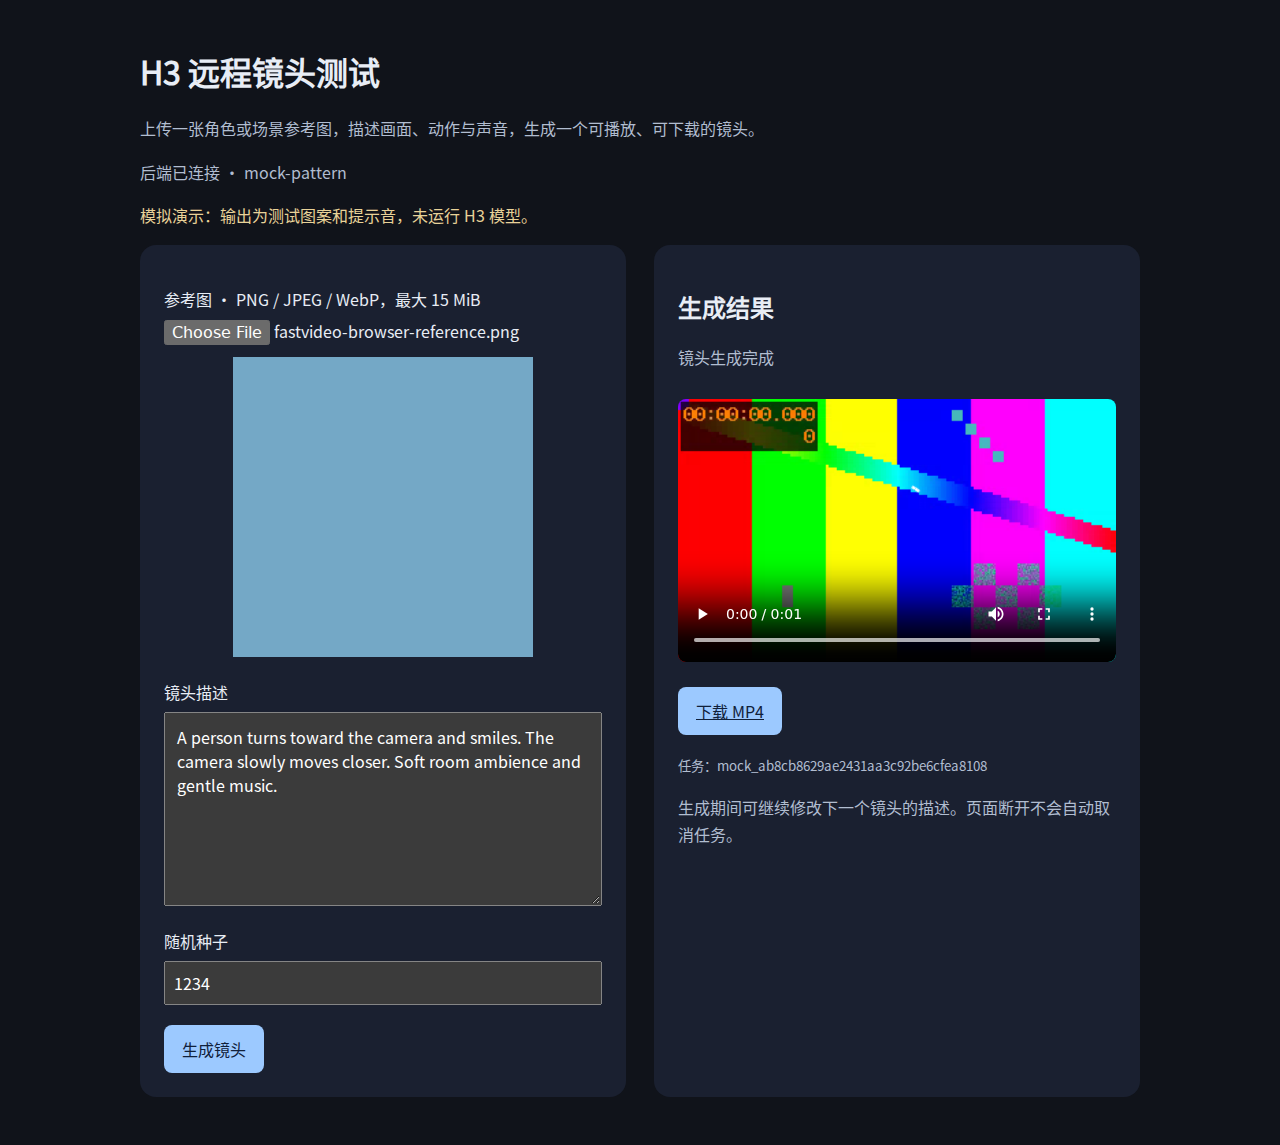 H3 远程镜头测试
上传一张角色或场景参考图，描述画面、动作与声音，生成一个可播放、可下载的镜头。
后端已连接 · mock-pattern
模拟演示：输出为测试图案和提示音，未运行 H3 模型。
参考图 · PNG / JPEG / WebP，最大 15 MiB
Choose File fastvideo-browser-reference.png
镜头描述
A person turns toward the camera and smiles. The
camera slowly moves closer. Soft room ambience and
gentle music.
随机种子
1234
生成镜头
生成结果
镜头生成完成
00:00:00.000
0
0:00 / 0:01
下载 MP4
任务：mock_ab8cb8629ae2431aa3c92be6cfea8108
生成期间可继续修改下一个镜头的描述。页面断开不会自动取
消任务。